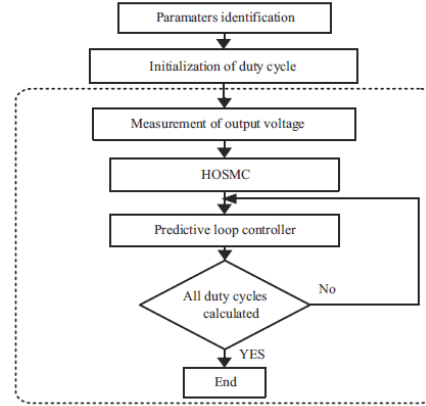 Paramaters identification
Initialization of duty cycle
Measurement of output voltage
HOSMC
Predictive loop controller
All duty cycles
calculated
No
YES
End